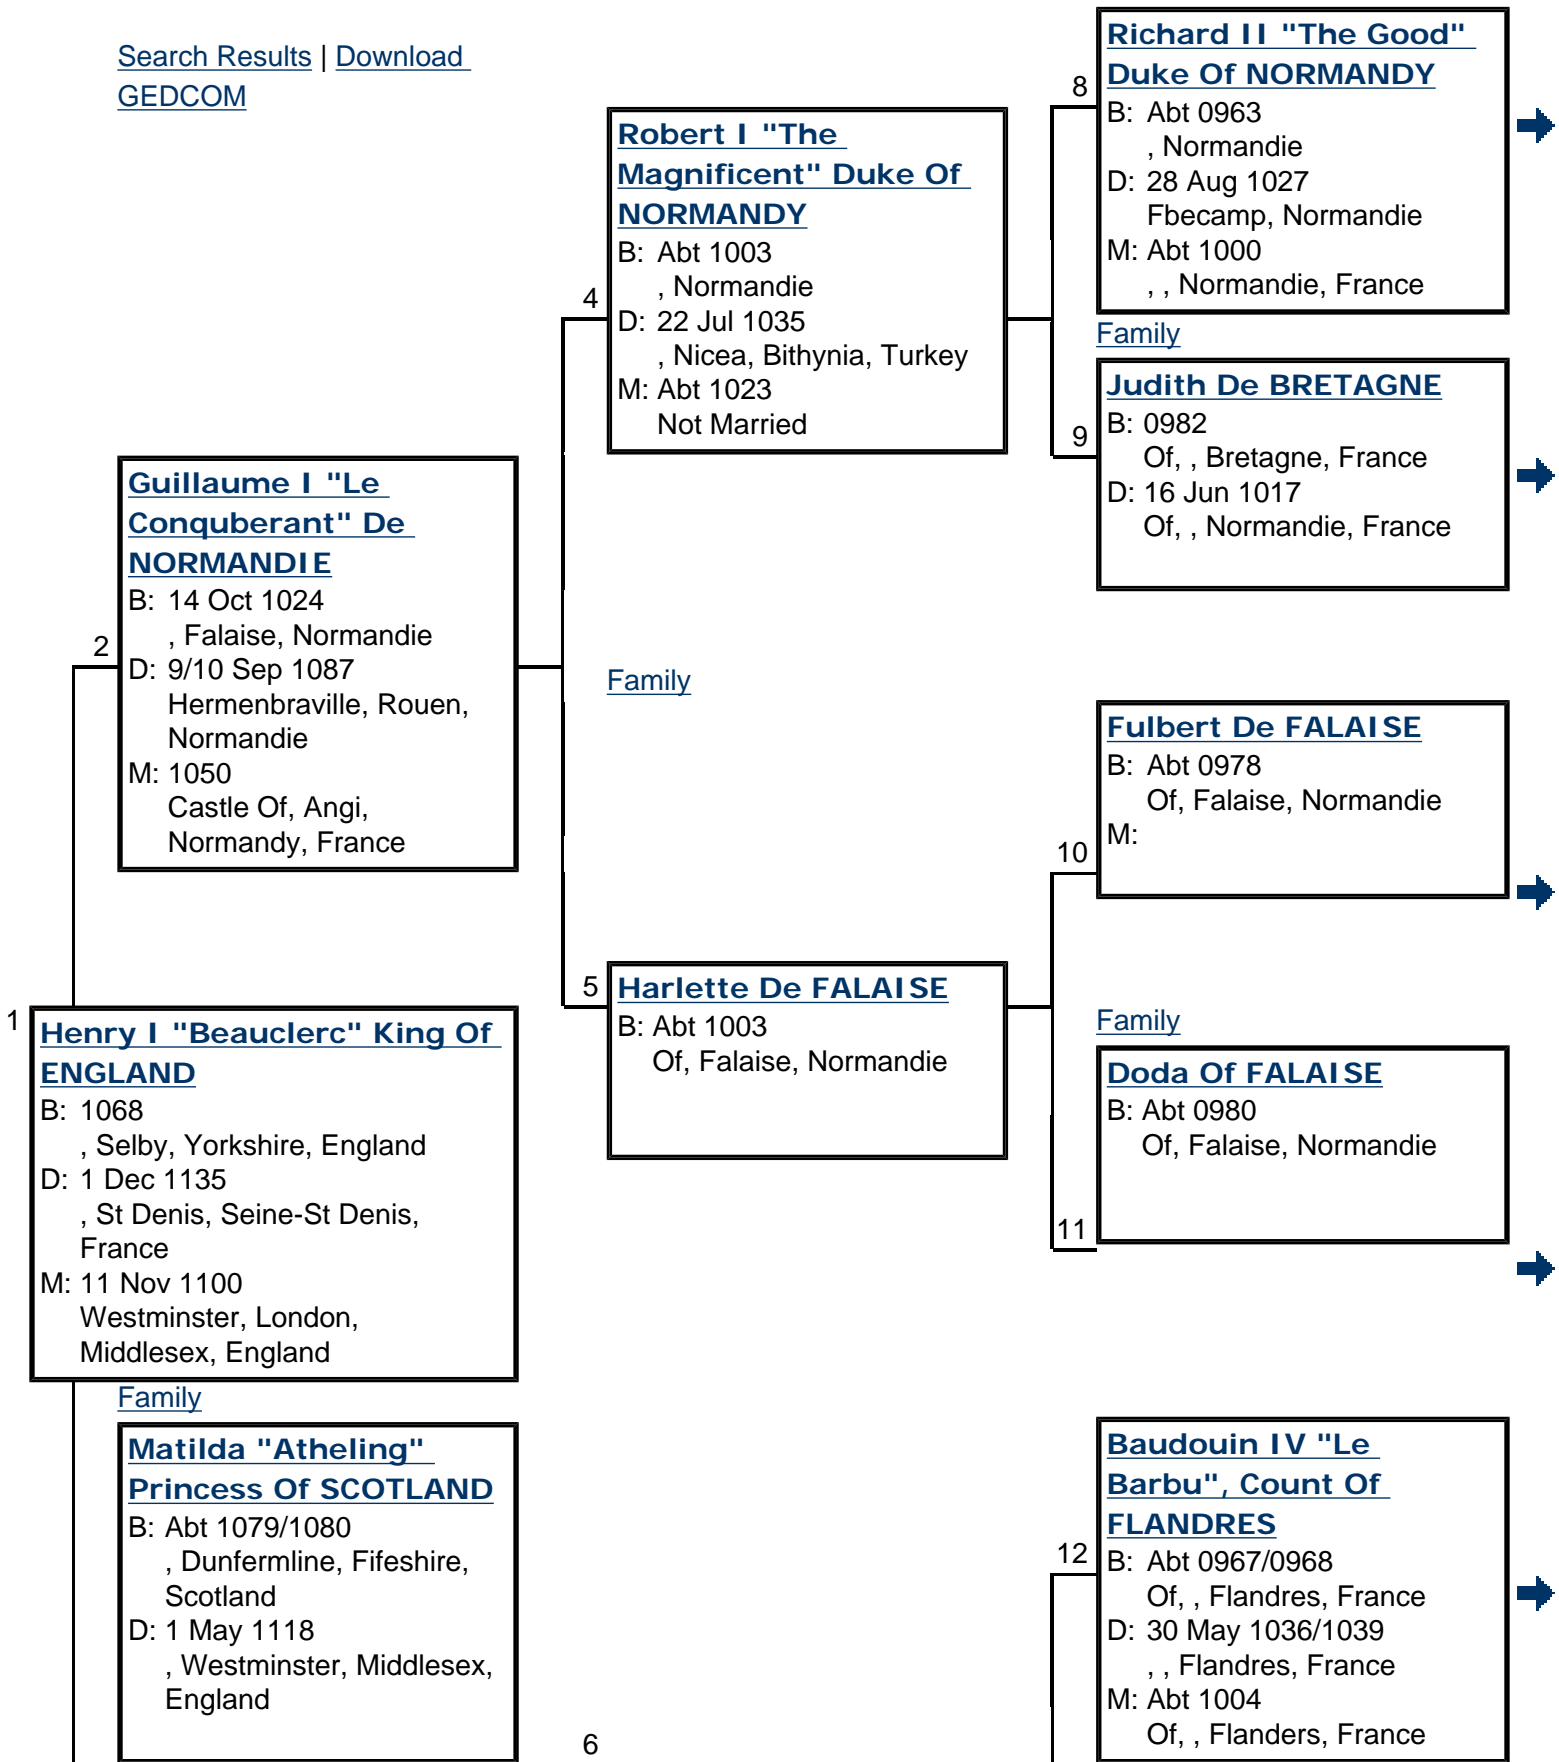 Search Results | Download
GEDCOM
8
Richard II "The Good"
Duke Of NORMANDY
B: Abt 0963
, Normandie
D: 28 Aug 1027
Fbecamp, Normandie
M: Abt 1000
, , Normandie, France
4
Robert I "The
Magnificent" Duke Of
NORMANDY
B: Abt 1003
, Normandie
D: 22 Jul 1035
, Nicea, Bithynia, Turkey
M: Abt 1023
Not Married
Family
9
Judith De BRETAGNE
B: 0982
Of, , Bretagne, France
D: 16 Jun 1017
Of, , Normandie, France
2
Guillaume I "Le
Conquberant" De
NORMANDIE
B: 14 Oct 1024
, Falaise, Normandie
D: 9/10 Sep 1087
Hermenbraville, Rouen,
Normandie
M: 1050
Castle Of, Angi,
Normandy, France
Family
10
Fulbert De FALAISE
B: Abt 0978
Of, Falaise, Normandie
M:
5
Harlette De FALAISE
B: Abt 1003
Of, Falaise, Normandie
Family
11
Doda Of FALAISE
B: Abt 0980
Of, Falaise, Normandie
1
Henry I "Beauclerc" King Of
ENGLAND
B: 1068
, Selby, Yorkshire, England
D: 1 Dec 1135
, St Denis, Seine-St Denis,
France
M: 11 Nov 1100
Westminster, London,
Middlesex, England
Family
Matilda "Atheling"
Princess Of SCOTLAND
B: Abt 1079/1080
, Dunfermline, Fifeshire,
Scotland
D: 1 May 1118
, Westminster, Middlesex,
England
6
12
Baudouin IV "Le
Barbu", Count Of
FLANDRES
B: Abt 0967/0968
Of, , Flandres, France
D: 30 May 1036/1039
, , Flandres, France
M: Abt 1004
Of, , Flanders, France